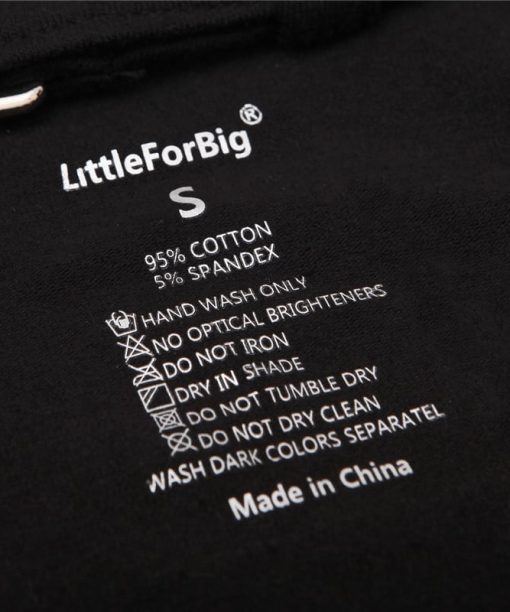 LittleForBig®
S
95% COTTON
5% SPANDEX
HAND WASH ONLY
NO OPTICAL BRIGHTENERS
DO NOT IRON
DRY IN SHADE
DO NOT TUMBLE DRY
DO NOT DRY CLEAN
WASH DARK COLORS SEPARATEL
Made in China